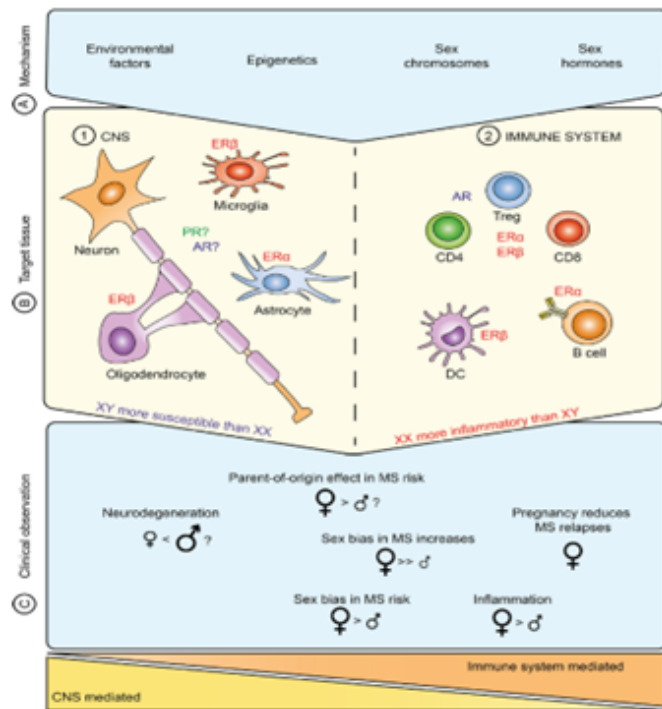 A Mechanism
Environmental
factors
Epigenetics
Sex
chromosomes
Sex
hormones
B Target tissue
1 CNS
2 IMMUNE SYSTEM
ERβ
Microglia
Neuron
PR?
AR?
ERα
Astrocyte
ERβ
Oligodendrocyte
AR
Treg
CD4
ERα
ERβ
CD8
ERβ
DC
ERα
B cell
XY more susceptible than XX
XX more inflammatory than XY
C Clinical observation
Parent-of-origin effect in MS risk
♀ > ♂ ?
Neurodegeneration
♀ < ♂ ?
Pregnancy reduces
MS relapses
♀
Sex bias in MS increases
♀ >> ♂
Sex bias in MS risk
♀ > ♂
Inflammation
♀ > ♂
Immune system mediated
CNS mediated